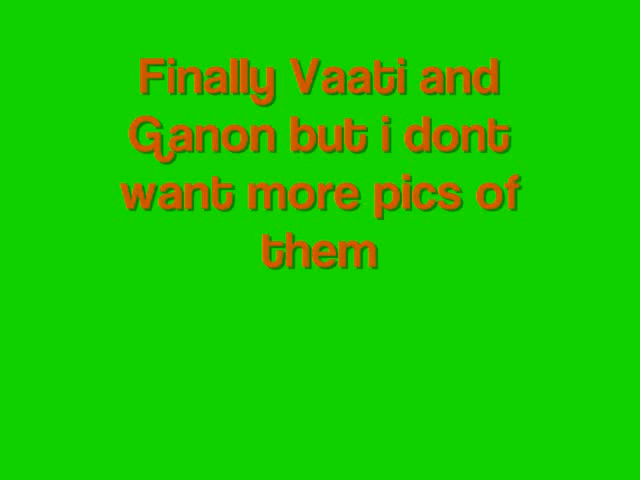 Finally Vaati and
Ganon but i dont
want more pics of
them